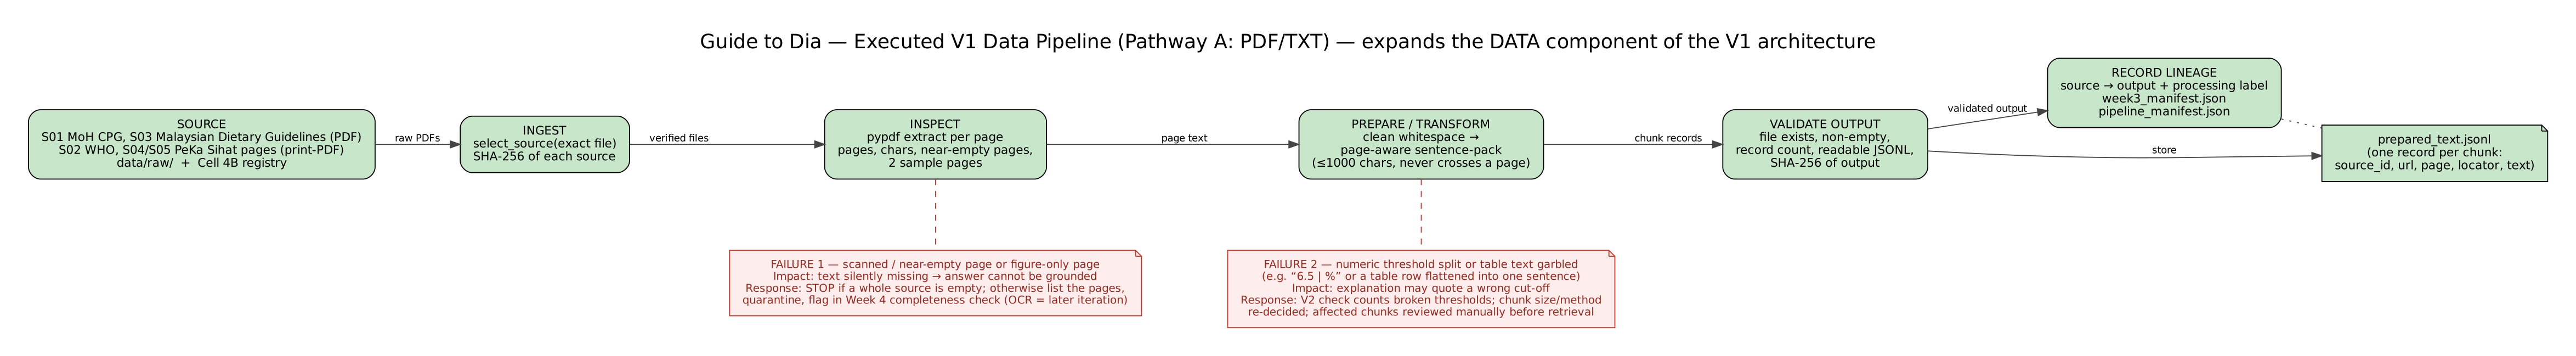 Guide to Dia — Executed V1 Data Pipeline (Pathway A: PDF/TXT) — expands the DATA component of the V1 architecture
SOURCE
S01 MoH CPG, S03 Malaysian Dietary Guidelines (PDF)
S02 WHO, S04/S05 PeKa Sihat pages (print-PDF)
data/raw/ + Cell 4B registry
raw PDFs
INGEST
select_source(exact file)
SHA-256 of each source
verified files
INSPECT
pypdf extract per page
pages, chars, near-empty pages,
2 sample pages
page text
PREPARE / TRANSFORM
clean whitespace →
page-aware sentence-pack
(≤1000 chars, never crosses a page)
chunk records
VALIDATE OUTPUT
file exists, non-empty,
record count, readable JSONL,
SHA-256 of output
validated output
RECORD LINEAGE
source → output + processing label
week3_manifest.json
pipeline_manifest.json
store
prepared_text.jsonl
(one record per chunk:
source_id, url, page, locator, text)
FAILURE 1 — scanned / near-empty page or figure-only page
Impact: text silently missing → answer cannot be grounded
Response: STOP if a whole source is empty; otherwise list the pages,
quarantine, flag in Week 4 completeness check (OCR = later iteration)
FAILURE 2 — numeric threshold split or table text garbled
(e.g. “6.5 | %” or a table row flattened into one sentence)
Impact: explanation may quote a wrong cut-off
Response: V2 check counts broken thresholds; chunk size/method
re-decided; affected chunks reviewed manually before retrieval